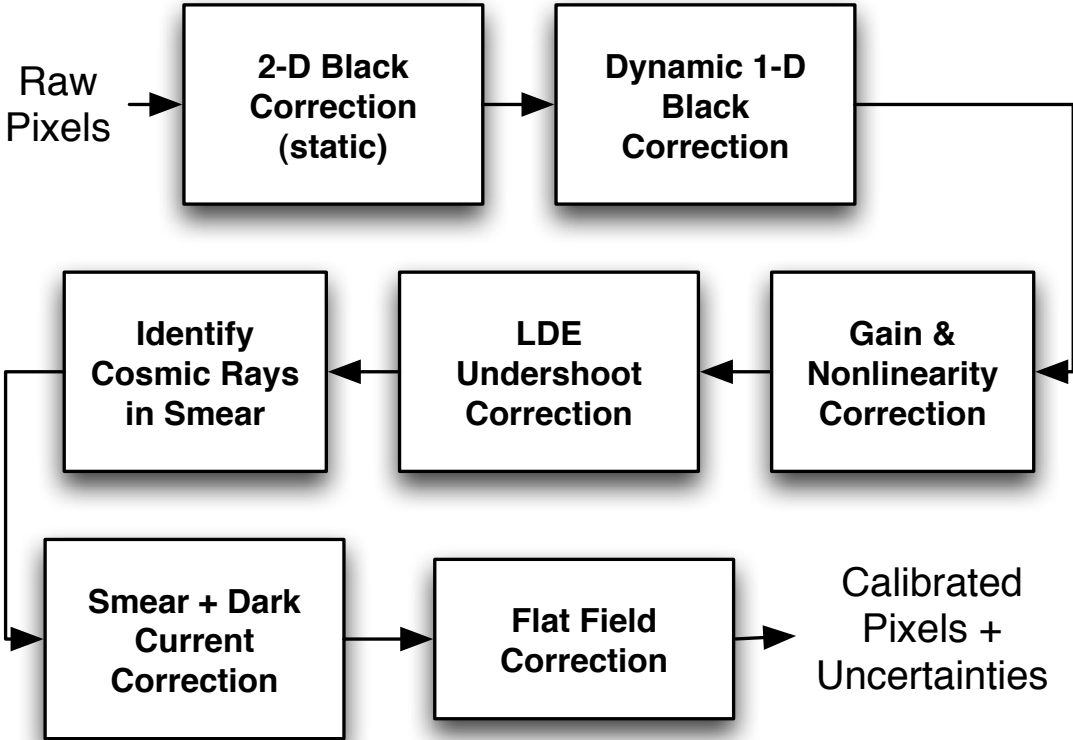 Raw
Pixels
2-D Black
Correction
(static)
Dynamic 1-D
Black
Correction
Gain &
Nonlinearity
Correction
LDE
Undershoot
Correction
Identify
Cosmic Rays
in Smear
Smear + Dark
Current
Correction
Flat Field
Correction
Calibrated
Pixels +
Uncertainties